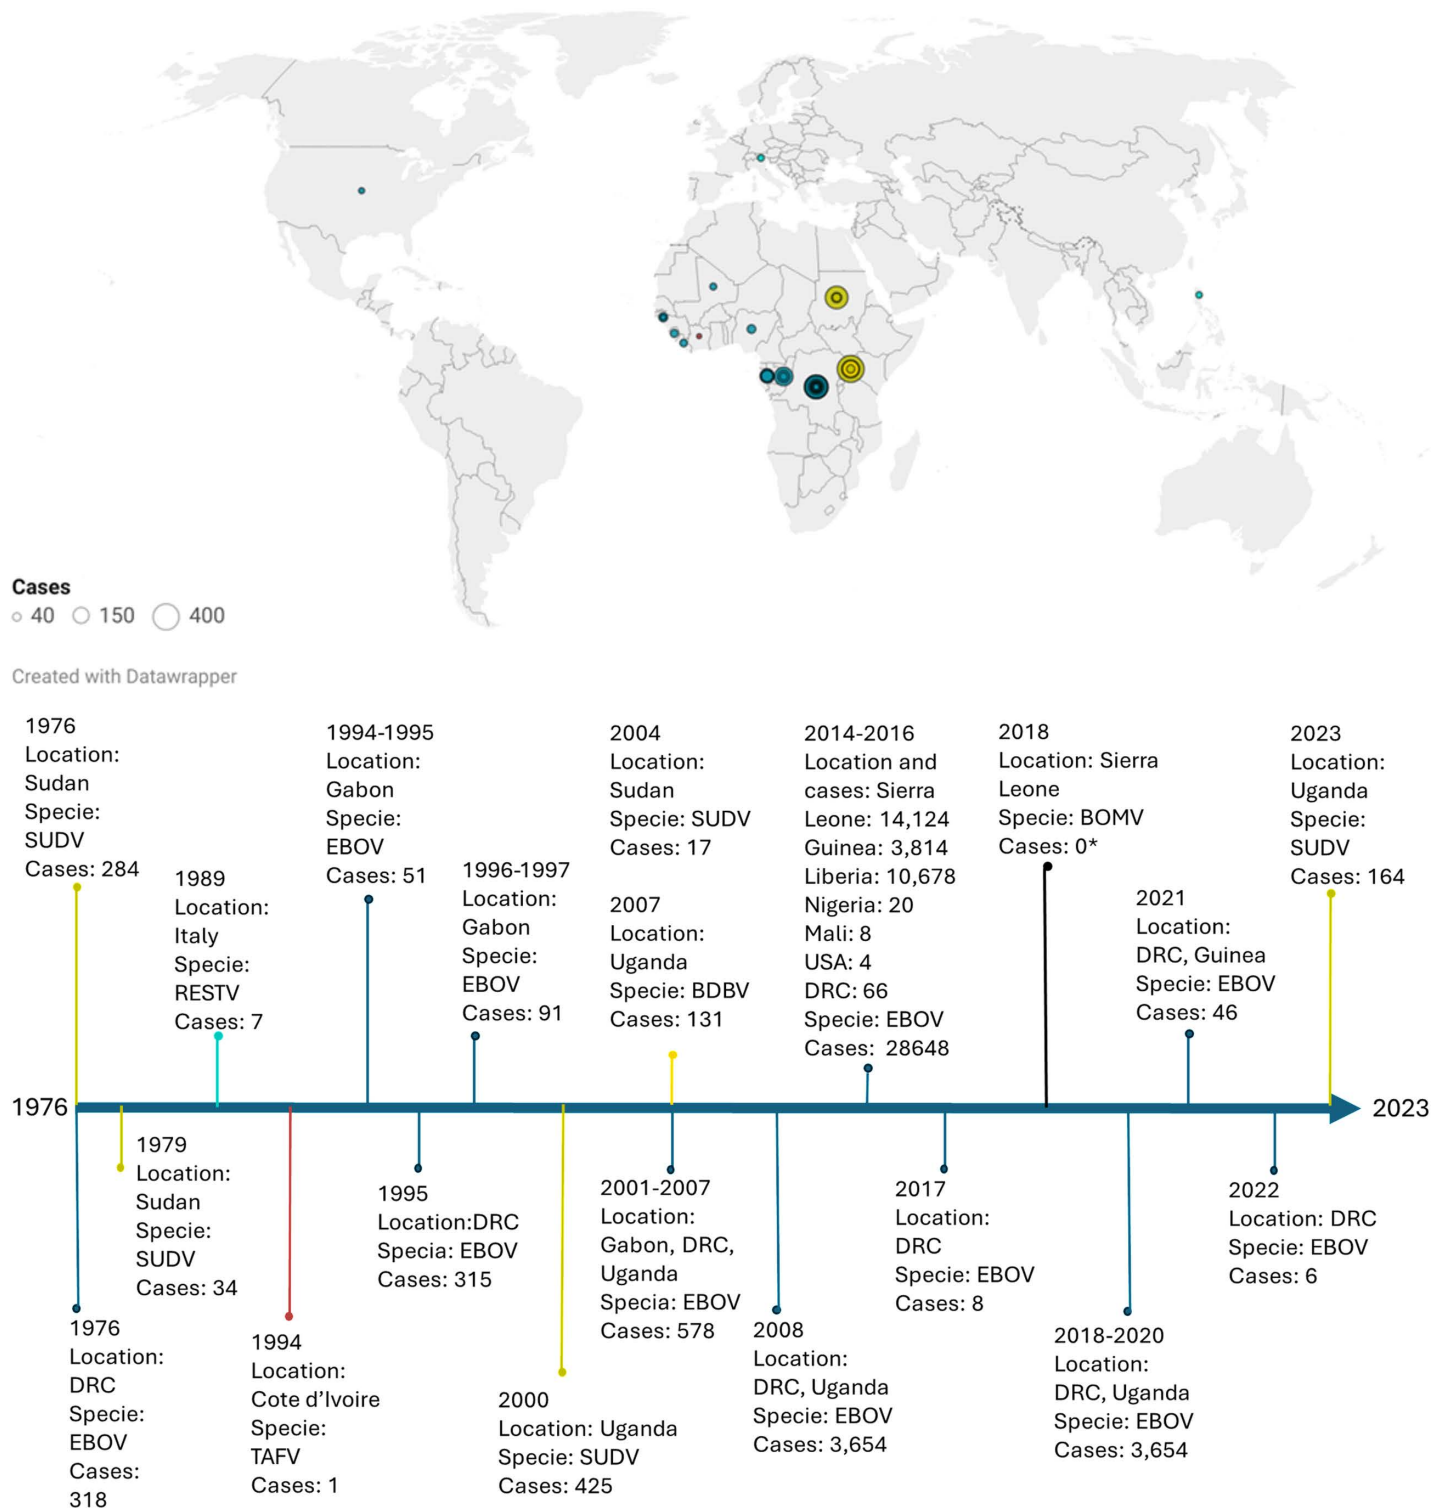 Cases
40 150 400
Created with Datawrapper
1976
Location:
Sudan
Specie:
SUDV
Cases: 284
1989
Location:
Italy
Specie:
RESTV
Cases: 7
1994-1995
Location:
Gabon
Specie:
EBOV
Cases: 51
1996-1997
Location:
Gabon
Specie:
EBOV
Cases: 91
2004
Location:
Sudan
Specie: SUDV
Cases: 17
2007
Location:
Uganda
Specie: BDBV
Cases: 131
2014-2016
Location and
cases: Sierra
Leone: 14,124
Guinea: 3,814
Liberia: 10,678
Nigeria: 20
Mali: 8
USA: 4
DRC: 66
Specie: EBOV
Cases: 28648
2018
Location: Sierra
Leone
Specie: BOMV
Cases: 0*
2021
Location:
DRC, Guinea
Specie: EBOV
Cases: 46
2023
Location:
Uganda
Specie:
SUDV
Cases: 164
1976
2023
1976
Location:
DRC
Specie:
EBOV
Cases:
318
1979
Location:
Sudan
Specie:
SUDV
Cases: 34
1994
Location:
Cote d’Ivoire
Specie:
TAFV
Cases: 1
1995
Location:DRC
Specia: EBOV
Cases: 315
2000
Location: Uganda
Specie: SUDV
Cases: 425
2001-2007
Location:
Gabon, DRC,
Uganda
Specia: EBOV
Cases: 578
2008
Location:
DRC, Uganda
Specie: EBOV
Cases: 3,654
2017
Location:
DRC
Specie: EBOV
Cases: 8
2018-2020
Location:
DRC, Uganda
Specie: EBOV
Cases: 3,654
2022
Location: DRC
Specie: EBOV
Cases: 6